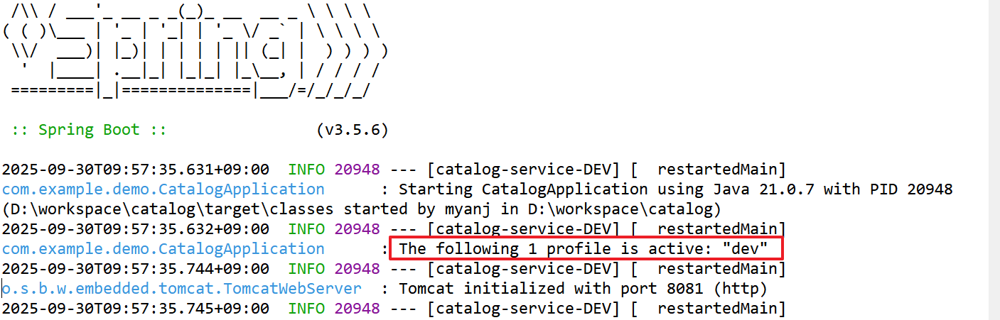 /\\ / ___'_ __ _ _(_)_ __  __ _ \ \ \ \
( ( )\___ | '_ | '_| | '_ \/ _` | \ \ \ \
 \\/  ___)| |_)| | | | | || (_| |  ) ) ) )
  '  |____| .__|_| |_|_| |_\__, | / / / /
 =========|_|==============|___/=/_/_/_/
 :: Spring Boot ::                (v3.5.6)
2025-09-30T09:57:35.631+09:00  INFO 20948 --- [catalog-service-DEV] [  restartedMain]
com.example.demo.CatalogApplication      : Starting CatalogApplication using Java 21.0.7 with PID 20948
(D:\workspace\catalog\target\classes started by myanj in D:\workspace\catalog)
2025-09-30T09:57:35.632+09:00  INFO 20948 --- [catalog-service-DEV] [  restartedMain]
com.example.demo.CatalogApplication      : The following 1 profile is active: "dev"
2025-09-30T09:57:35.744+09:00  INFO 20948 --- [catalog-service-DEV] [  restartedMain]
o.s.b.w.embedded.tomcat.TomcatWebServer  : Tomcat initialized with port 8081 (http)
2025-09-30T09:57:35.745+09:00  INFO 20948 --- [catalog-service-DEV] [  restartedMain]